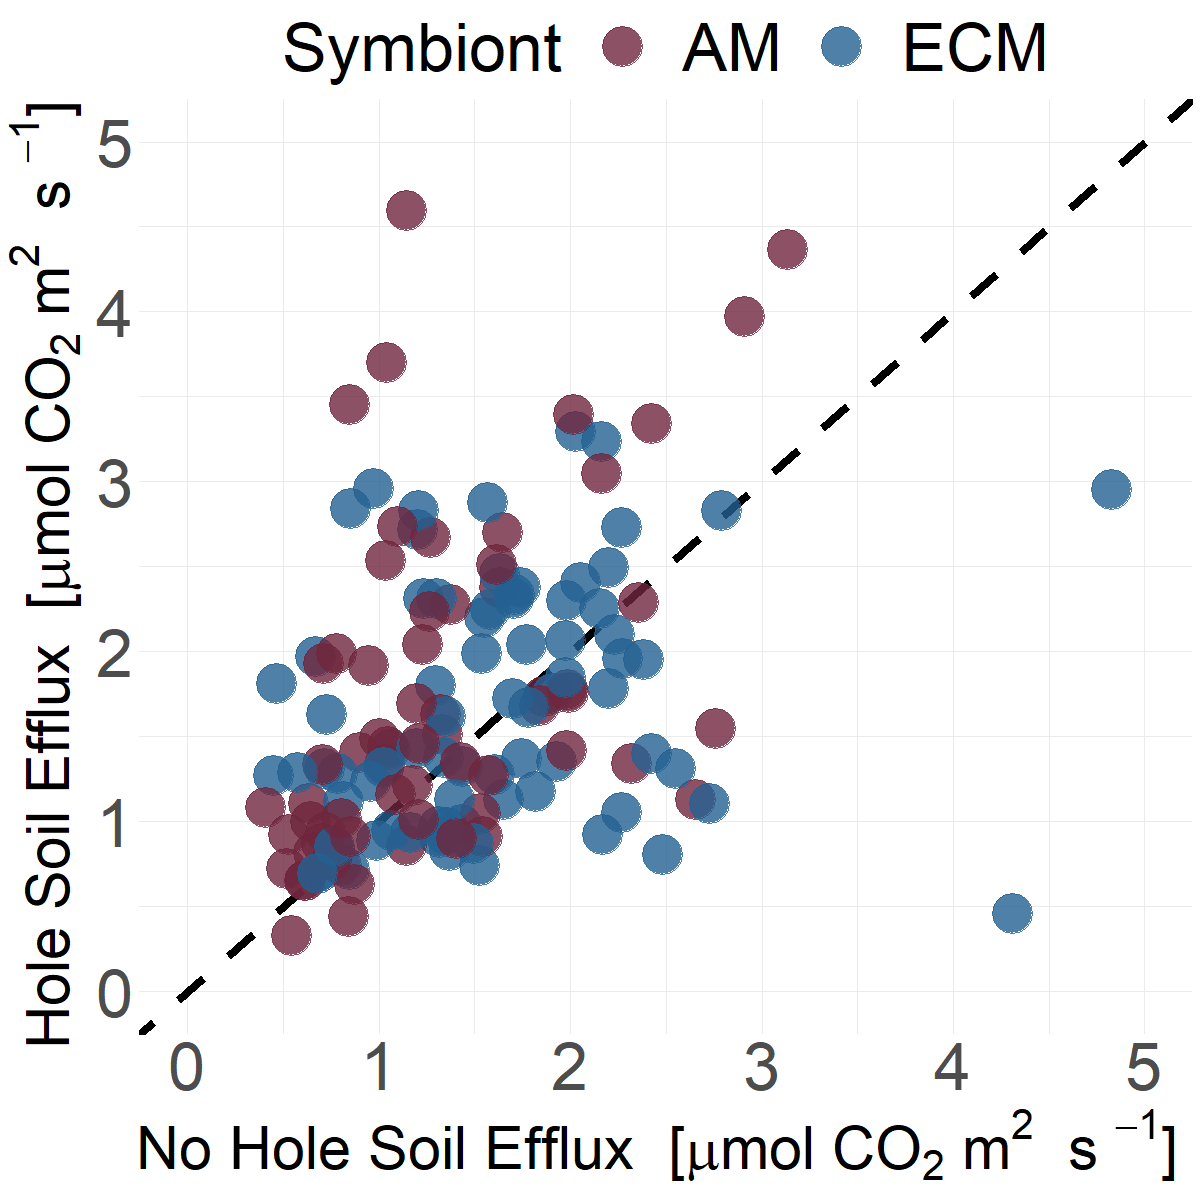 Symbiont AM ECM
Hole Soil Efflux [μmol CO₂ m² s⁻¹]
5
4
3
2
1
0
0 1 2 3 4 5
No Hole Soil Efflux [μmol CO₂ m² s⁻¹]